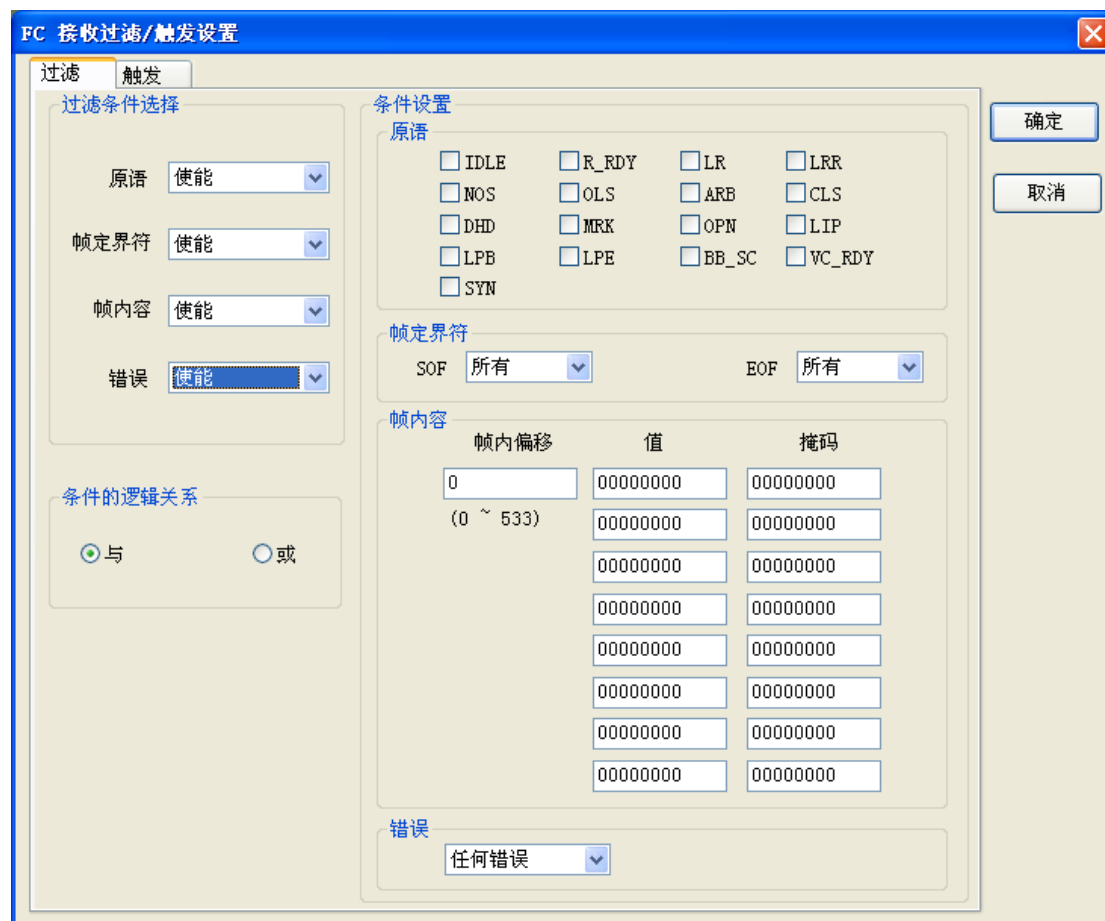 FC 接收过滤/触发设置
过滤 触发
过滤条件选择
原语 使能
帧定界符 使能
帧内容 使能
错误 使能
条件的逻辑关系
与 或
条件设置
原语
IDLE R_RDY LR LRR
NOS OLS ARB CLS
DHD MRK OPN LIP
LPB LPE BB_SC VC_RDY
SYN
帧定界符
SOF 所有 EOF 所有
帧内容
帧内偏移 值 掩码
0 00000000 00000000
(0 ~ 533) 00000000 00000000
00000000 00000000
00000000 00000000
00000000 00000000
00000000 00000000
00000000 00000000
00000000 00000000
错误
任何错误
确定
取消